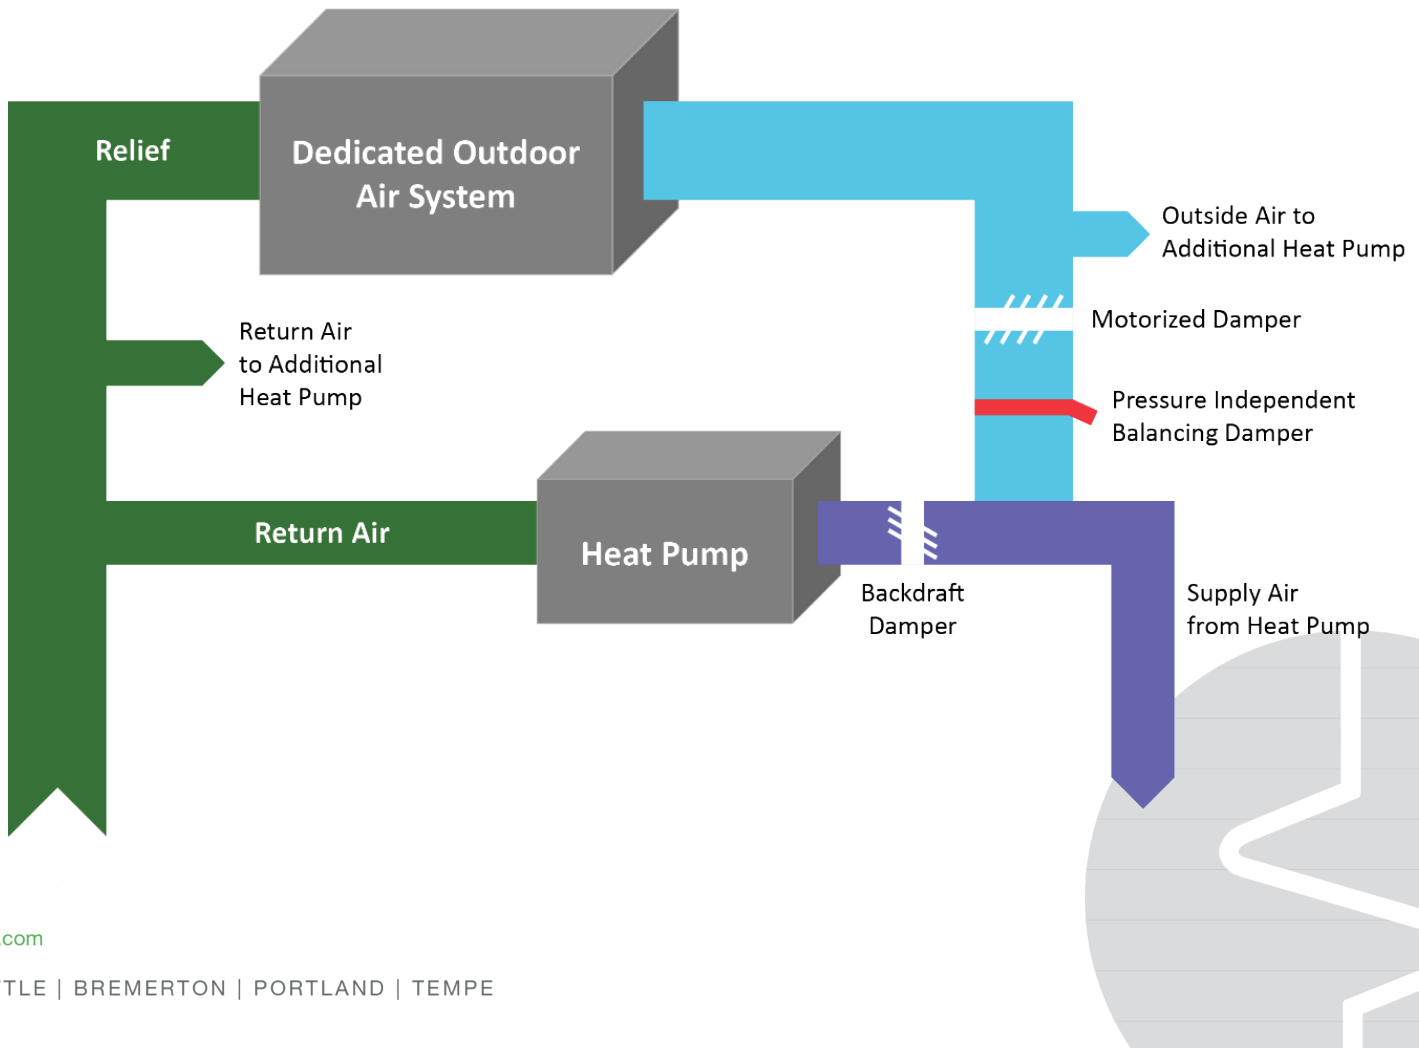 Relief
Dedicated Outdoor
Air System
Outside Air to
Additional Heat Pump
Motorized Damper
Return Air
to Additional
Heat Pump
Pressure Independent
Balancing Damper
Return Air
Heat Pump
Backdraft
Damper
Supply Air
from Heat Pump
.com
TTLE | BREMERTON | PORTLAND | TEMPE